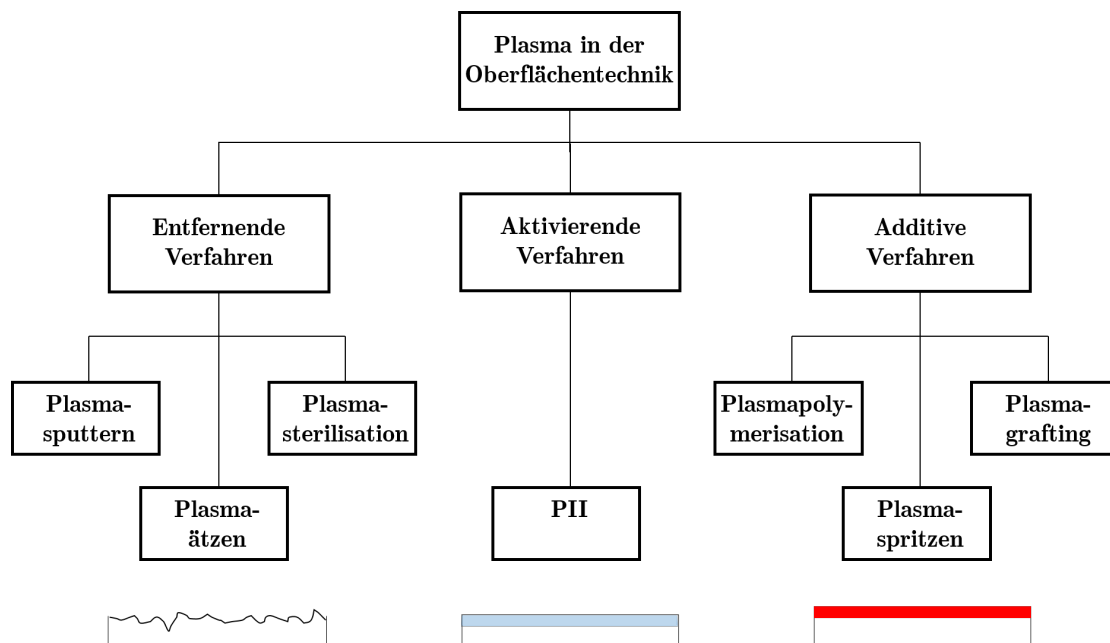 Plasma in der
Oberflächentechnik
Entfernende
Verfahren
Aktivierende
Verfahren
Additive
Verfahren
Plasma-
sputtern
Plasma-
sterilisation
Plasmapoly-
merisation
Plasma-
grafting
Plasma-
ätzen
PII
Plasma-
spritzen